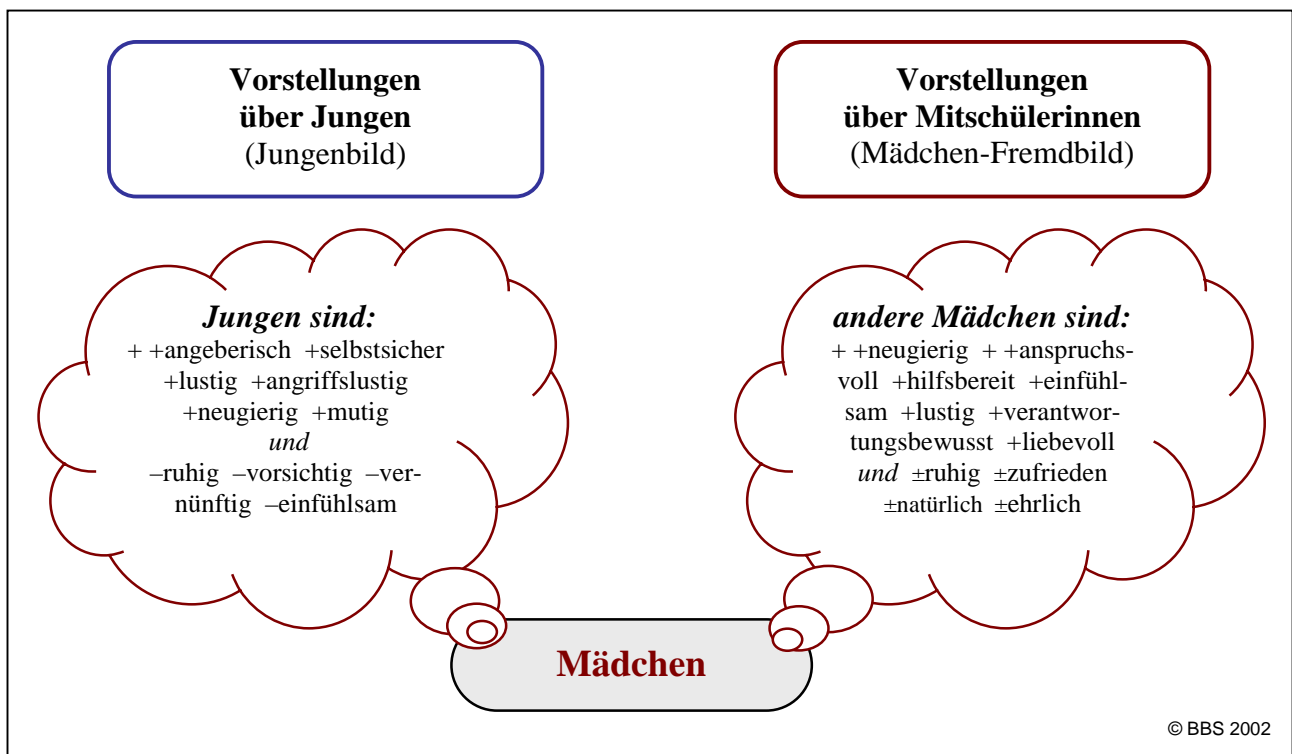 Vorstellungen
über Jungen
(Jungenbild)
Vorstellungen
über Mitschülerinnen
(Mädchen-Fremdbild)
Jungen sind:
+ +angeberisch +selbstsicher
+lustig +angriffslustig
+neugierig +mutig
und
–ruhig –vorsichtig –ver-
nünftig –einfühlsam
andere Mädchen sind:
+ +neugierig + +anspruchs-
voll +hilfsbereit +einfühl-
sam +lustig +verantwor-
tungsbewusst +liebevoll
und ±ruhig ±zufrieden
±natürlich ±ehrlich
Mädchen
© BBS 2002